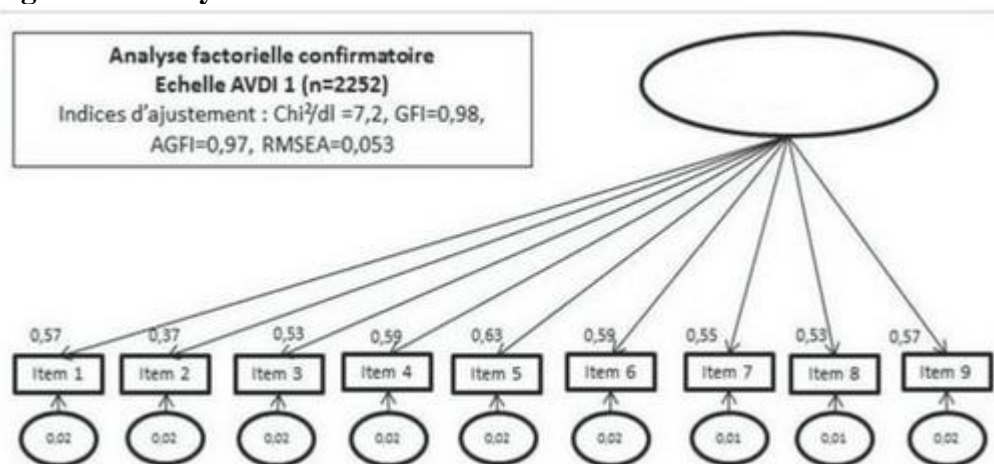 Analyse factorielle confirmatoire
Echelle AVDI 1 (n=2252)
Indices d'ajustement : Chi²/dl =7,2, GFI=0,98,
AGFI=0,97, RMSEA=0,053
0,57 0,37 0,53 0,59 0,63 0,59 0,55 0,53 0,57
Item 1 Item 2 Item 3 Item 4 Item 5 Item 6 Item 7 Item 8 Item 9
0,02 0,02 0,02 0,02 0,02 0,02 0,01 0,01 0,02